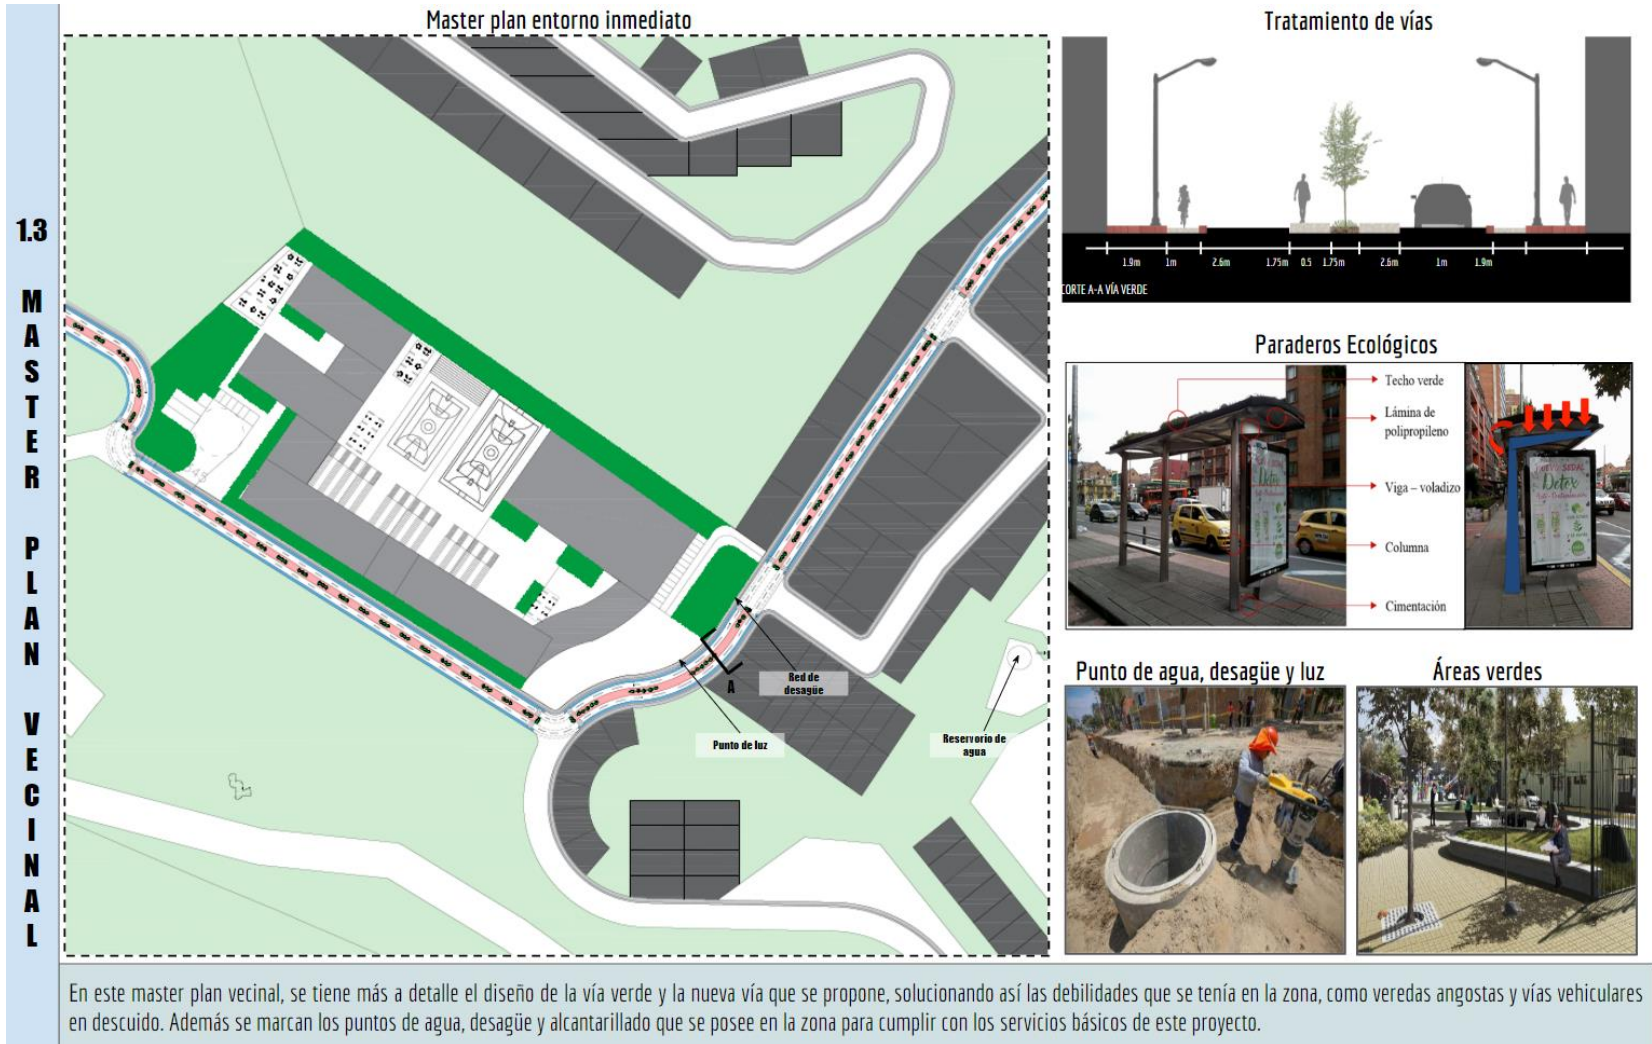 1.3
MASTER PLAN VECINAL
Master plan entorno inmediato
A
Red de
desagüe
Punto de luz
Reservorio de
agua
Tratamiento de vías
1.9m 1m 2.6m 1.75m 0.5 1.75m 2.6m 1m 1.9m
CORTE A-A VÍA VERDE
Paraderos Ecológicos
Techo verde
Lámina de
polipropileno
Viga – voladizo
Columna
Cimentación
Detox
Detox
Punto de agua, desagüe y luz
Áreas verdes
En este master plan vecinal, se tiene más a detalle el diseño de la vía verde y la nueva vía que se propone, solucionando así las debilidades que se tenía en la zona, como veredas angostas y vías vehiculares
en descuido. Además se marcan los puntos de agua, desagüe y alcantarillado que se posee en la zona para cumplir con los servicios básicos de este proyecto.